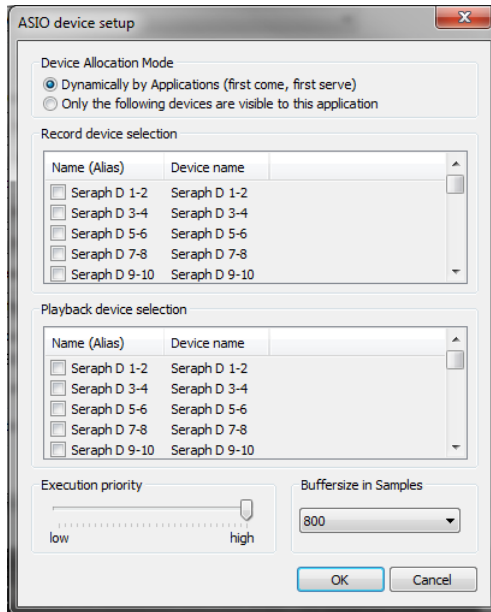 ASIO device setup
Device Allocation Mode
Dynamically by Applications (first come, first serve)
Only the following devices are visible to this application
Record device selection
Name (Alias) Device name
Seraph D 1-2 Seraph D 1-2
Seraph D 3-4 Seraph D 3-4
Seraph D 5-6 Seraph D 5-6
Seraph D 7-8 Seraph D 7-8
Seraph D 9-10 Seraph D 9-10
Playback device selection
Name (Alias) Device name
Seraph D 1-2 Seraph D 1-2
Seraph D 3-4 Seraph D 3-4
Seraph D 5-6 Seraph D 5-6
Seraph D 7-8 Seraph D 7-8
Seraph D 9-10 Seraph D 9-10
Execution priority Buffersize in Samples
800
low high
OK Cancel